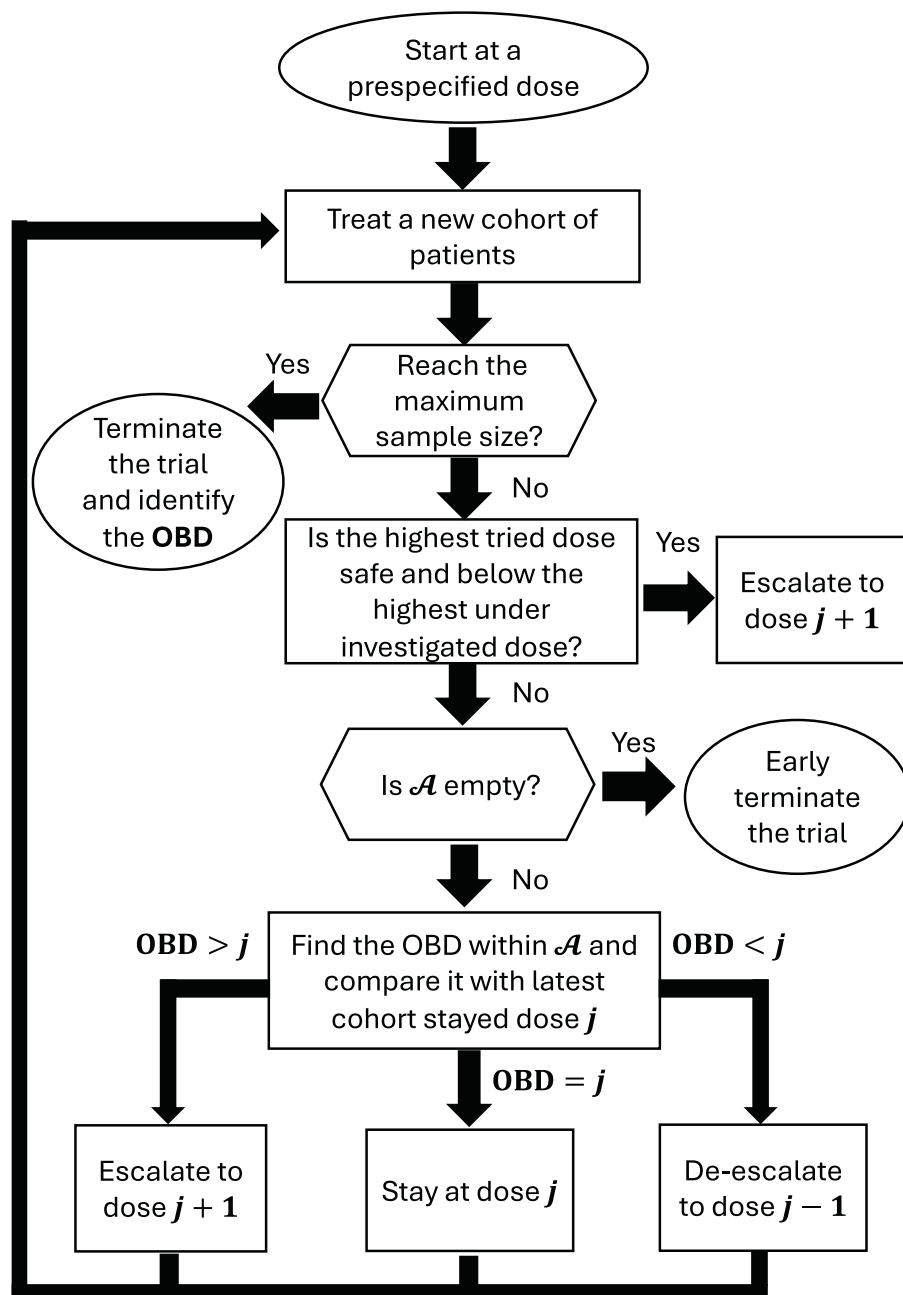 Start at a
prespecified dose
Treat a new cohort of
patients
Yes
Reach the
maximum
sample size?
Terminate
the trial
and identify
the OBD
No
Is the highest tried dose
safe and below the
highest under
investigated dose?
Yes
Escalate to
dose j + 1
No
Is 𝓐 empty?
Yes
Early
terminate
the trial
No
OBD > j
Find the OBD within 𝓐 and
compare it with latest
cohort stayed dose j
OBD < j
OBD = j
Escalate to
dose j + 1
Stay at dose j
De-escalate
to dose j − 1